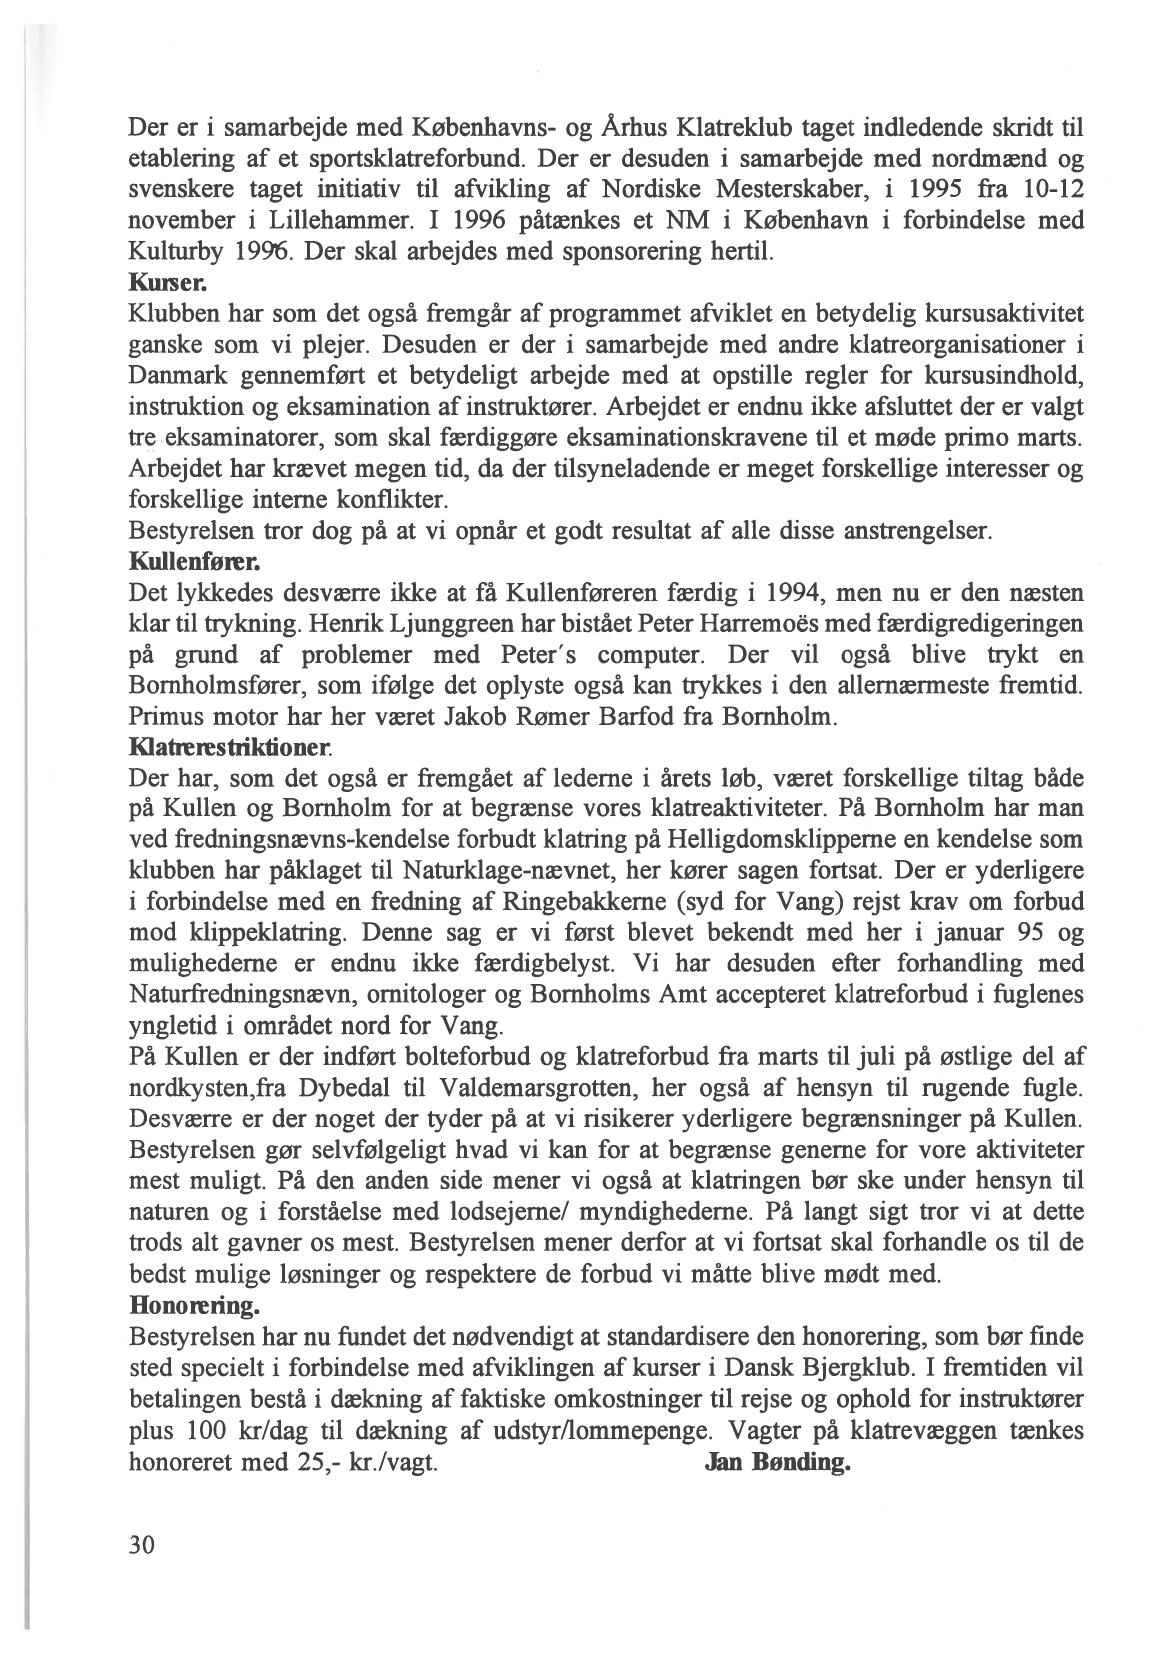 Der er i samarbejde med Københavns- og Århus Klatreklub taget indledende skridt til
etablering af et sportsklatreforbund. Der er desuden i samarbejde med nordmænd og
svenskere taget initiativ til afvikling af Nordiske Mesterskaber, i 1995 fra 10-12
november i Lillehammer. I 1996 påtænkes et NM i København i forbindelse med
Kulturby 1996. Der skal arbejdes med sponsorering hertil.
Kurser.
Klubben har som det også fremgår af programmet afviklet en betydelig kursusaktivitet
ganske som vi plejer. Desuden er der i samarbejde med andre klatreorganisationer i
Danmark gennemført et betydeligt arbejde med at opstille regler for kursusindhold,
instruktion og eksamination af instruktører. Arbejdet er endnu ikke afsluttet der er valgt
tre eksaminatorer, som skal færdiggøre eksaminationskravene til et møde primo marts.
Arbejdet har krævet megen tid, da der tilsyneladende er meget forskellige interesser og
forskellige interne konflikter.
Bestyrelsen tror dog på at vi opnår et godt resultat af alle disse anstrengelser.
Kullenfører.
Det lykkedes desværre ikke at få Kullenføreren færdig i 1994, men nu er den næsten
klar til trykning. Henrik Ljunggreen har bistået Peter Harremoës med færdigredigeringen
på grund af problemer med Peter´s computer. Der vil også blive trykt en
Bornholmsfører, som ifølge det oplyste også kan trykkes i den allernærmeste fremtid.
Primus motor har her været Jakob Rømer Barfod fra Bornholm.
Klatrerestriktioner.
Der har, som det også er fremgået af lederne i årets løb, været forskellige tiltag både
på Kullen og Bornholm for at begrænse vores klatreaktiviteter. På Bornholm har man
ved fredningsnævns-kendelse forbudt klatring på Helligdomsklipperne en kendelse som
klubben har påklaget til Naturklage-nævnet, her kører sagen fortsat. Der er yderligere
i forbindelse med en fredning af Ringebakkerne (syd for Vang) rejst krav om forbud
mod klippeklatring. Denne sag er vi først blevet bekendt med her i januar 95 og
mulighederne er endnu ikke færdigbelyst. Vi har desuden efter forhandling med
Naturfredningsnævn, ornitologer og Bornholms Amt accepteret klatreforbud i fuglenes
yngletid i området nord for Vang.
På Kullen er der indført bolteforbud og klatreforbud fra marts til juli på østlige del af
nordkysten,fra Dybedal til Valdemarsgrotten, her også af hensyn til rugende fugle.
Desværre er der noget der tyder på at vi risikerer yderligere begrænsninger på Kullen.
Bestyrelsen gør selvfølgeligt hvad vi kan for at begrænse generne for vore aktiviteter
mest muligt. På den anden side mener vi også at klatringen bør ske under hensyn til
naturen og i forståelse med lodsejerne/ myndighederne. På langt sigt tror vi at dette
trods alt gavner os mest. Bestyrelsen mener derfor at vi fortsat skal forhandle os til de
bedst mulige løsninger og respektere de forbud vi måtte blive mødt med.
Honorering.
Bestyrelsen har nu fundet det nødvendigt at standardisere den honorering, som bør finde
sted specielt i forbindelse med afviklingen af kurser i Dansk Bjergklub. I fremtiden vil
betalingen bestå i dækning af faktiske omkostninger til rejse og ophold for instruktører
plus 100 kr/dag til dækning af udstyr/lommepenge. Vagter på klatrevæggen tænkes
honoreret med 25,- kr./vagt. Jan Bønding.
30